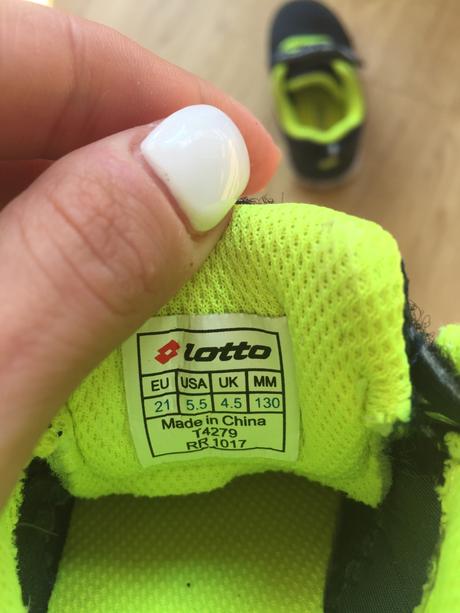 lotto
EU USA UK MM
21 5.5 4.5 130
Made in China
T4279
RR 1017